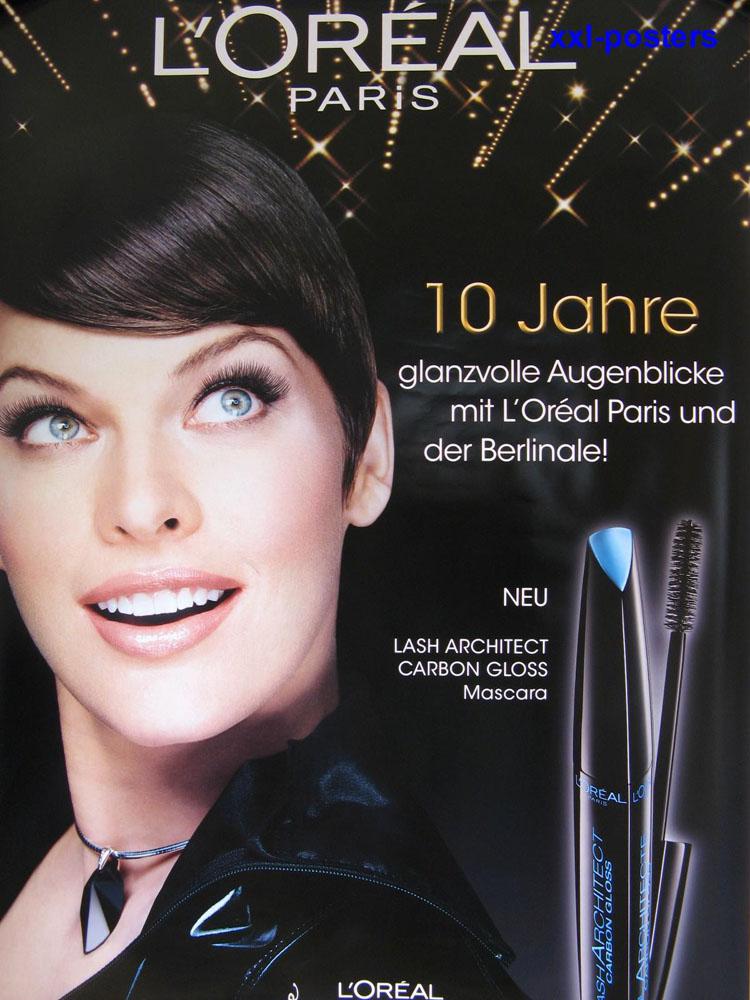 L'ORÉAL
PARiS
xxl-posters
10 Jahre
glanzvolle Augenblicke
mit L'Oréal Paris und
der Berlinale!
NEU
LASH ARCHITECT
CARBON GLOSS
Mascara
L'ORÉAL
PARIS
L'O
ARCHITECT
CARBON GLOSS
L'ORÉAL